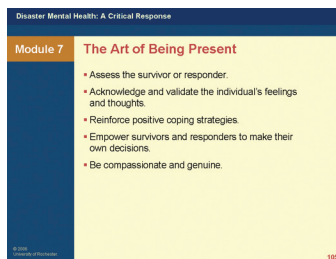 Disaster Mental Health: A Critical Response
Module 7
The Art of Being Present
▪ Assess the survivor or responder.
▪ Acknowledge and validate the individual's feelings
and thoughts.
▪ Reinforce positive coping strategies.
▪ Empower survivors and responders to make their
own decisions.
▪ Be compassionate and genuine.
University of Rochester